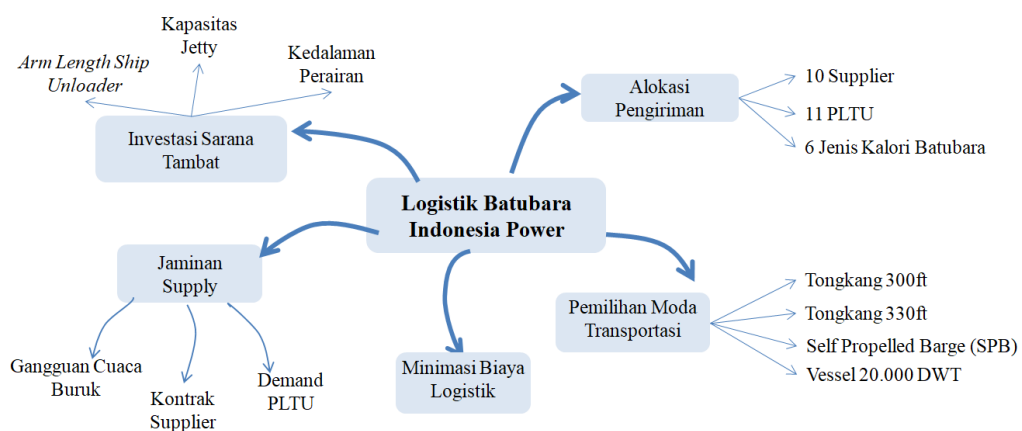 Kapasitas
Jetty
Arm Length Ship
Unloader
Kedalaman
Perairan
Investasi Sarana
Tambat
Alokasi
Pengiriman
10 Supplier
11 PLTU
6 Jenis Kalori Batubara
Logistik Batubara
Indonesia Power
Jaminan
Supply
Gangguan Cuaca
Buruk
Kontrak
Supplier
Demand
PLTU
Minimasi Biaya
Logistik
Pemilihan Moda
Transportasi
Tongkang 300ft
Tongkang 330ft
Self Propelled Barge (SPB)
Vessel 20.000 DWT